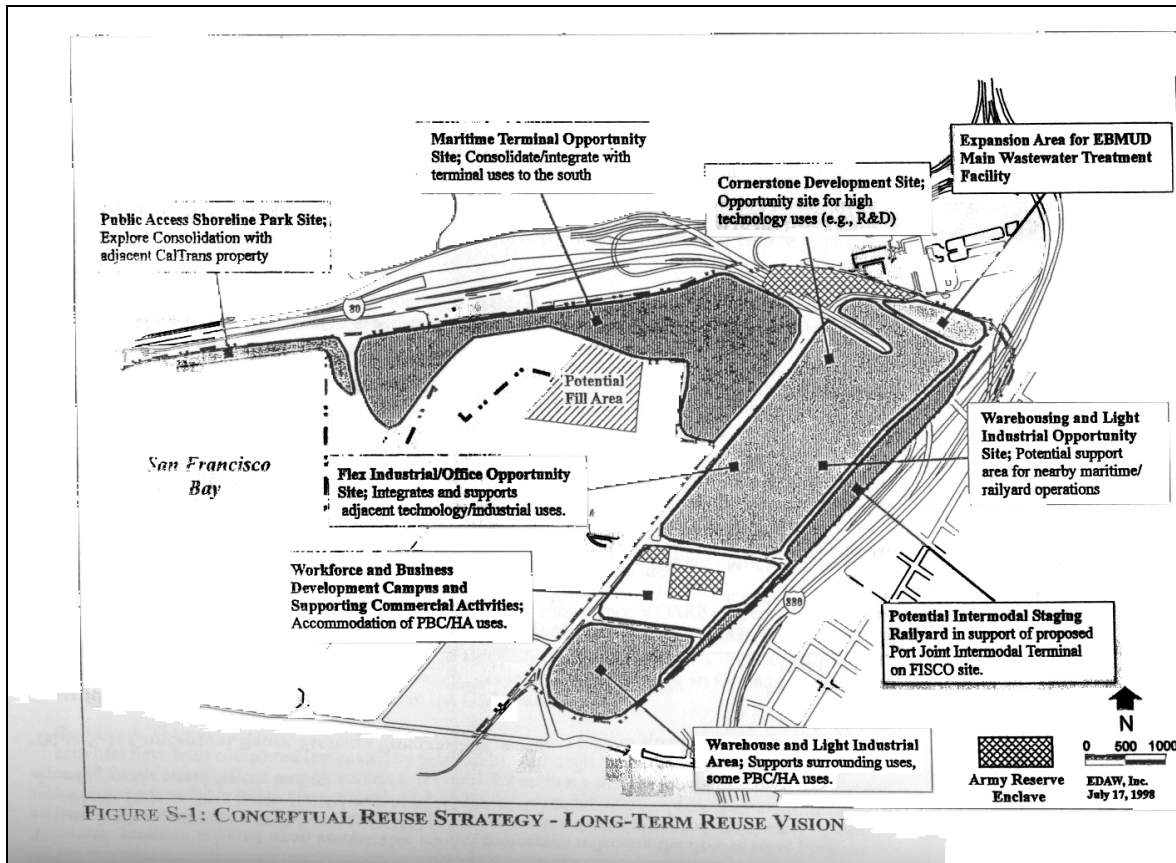 Maritime Terminal Opportunity
Site; Consolidate/integrate with
terminal uses to the south
Expansion Area for EBMUD
Main Wastewater Treatment
Facility
Cornerstone Development Site;
Opportunity site for high
technology uses (e.g., R&D)
Public Access Shoreline Park Site;
Explore Consolidation with
adjacent CalTrans property
80
Potential
Fill Area
San Francisco
Bay
Warehousing and Light
Industrial Opportunity
Site; Potential support
area for nearby maritime/
railyard operations
Flex Industrial/Office Opportunity
Site; Integrates and supports
adjacent technology/industrial uses.
Workforce and Business
Development Campus and
Supporting Commercial Activities;
Accommodation of PBC/HA uses.
880
Potential Intermodal Staging
Railyard in support of proposed
Port Joint Intermodal Terminal
on FISCO site.
Warehouse and Light Industrial
Area; Supports surrounding uses,
some PBC/HA uses.
N
Army Reserve
Enclave
0 500 1000
EDAW, Inc.
July 17, 1998
FIGURE S-1: CONCEPTUAL REUSE STRATEGY - LONG-TERM REUSE VISION